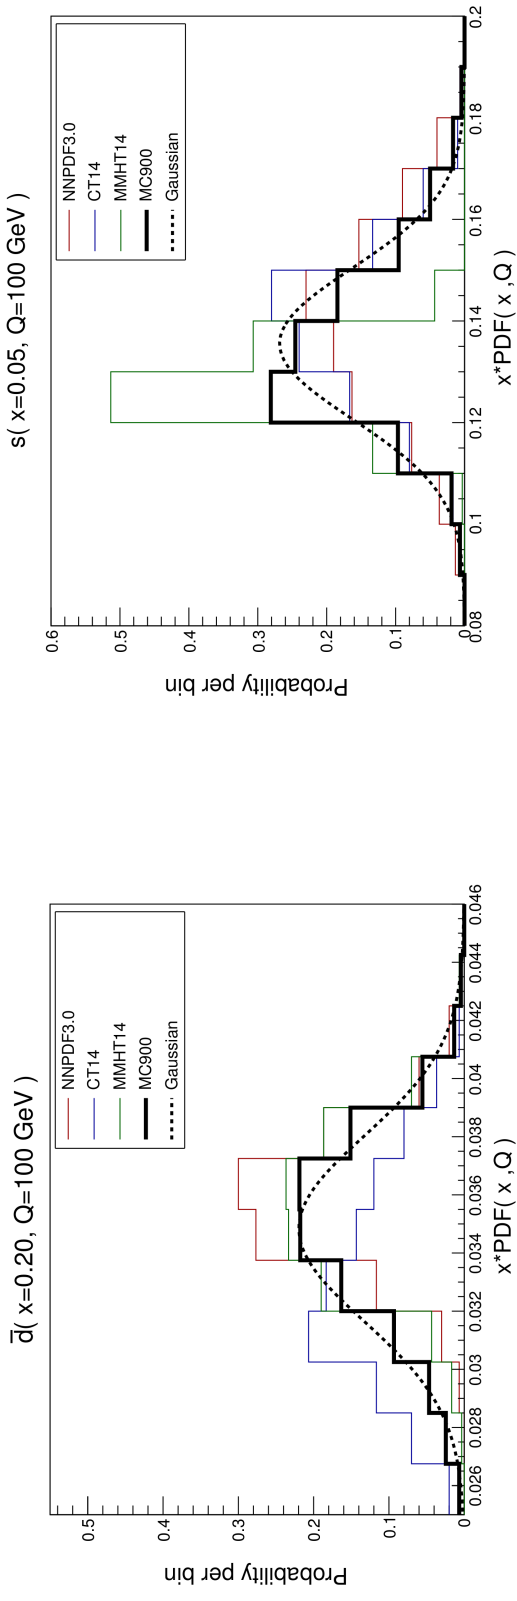 d̅( x=0.20, Q=100 GeV )
NNPDF3.0
CT14
MMHT14
MC900
Gaussian
Probability per bin
0.5
0.4
0.3
0.2
0.1
0
0.026
0.028
0.03
0.032
0.034
0.036
0.038
0.04
0.042
0.044
0.046
x*PDF( x ,Q)
s( x=0.05, Q=100 GeV )
NNPDF3.0
CT14
MMHT14
MC900
Gaussian
Probability per bin
0.6
0.5
0.4
0.3
0.2
0.1
0
0.08
0.1
0.12
0.14
0.16
0.18
0.2
x*PDF( x ,Q)